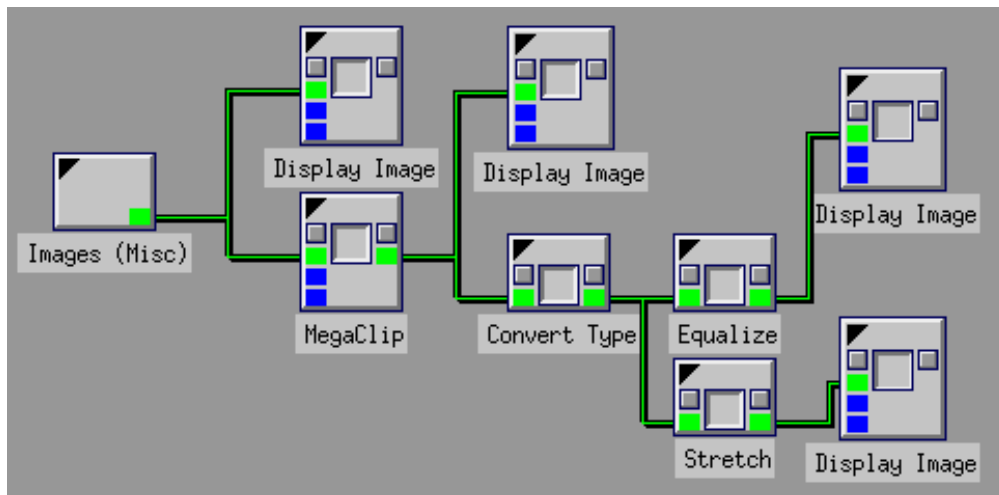 Display Image
Display Image
Display Image
Images (Misc)
MegaClip
Convert Type
Equalize
Stretch
Display Image